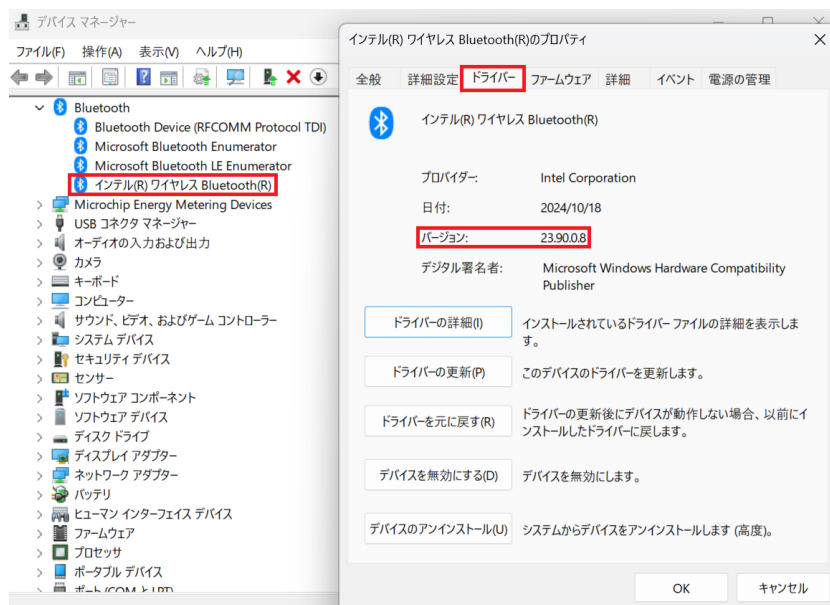 デバイス マネージャー
ファイル(F) 操作(A) 表示(V) ヘルプ(H)
Bluetooth
Bluetooth Device (RFCOMM Protocol TDI)
Microsoft Bluetooth Enumerator
Microsoft Bluetooth LE Enumerator
インテル(R) ワイヤレス Bluetooth(R)
Microchip Energy Metering Devices
USB コネクタ マネージャー
オーディオの入力および出力
カメラ
キーボード
コンピューター
サウンド、ビデオ、およびゲーム コントローラー
システム デバイス
セキュリティ デバイス
センサー
ソフトウェア コンポーネント
ソフトウェア デバイス
ディスク ドライブ
ディスプレイ アダプター
ネットワーク アダプター
バッテリ
ヒューマン インターフェイス デバイス
ファームウェア
プロセッサ
ポータブル デバイス
ポート (COM と LPT)
インテル(R) ワイヤレス Bluetooth(R)のプロパティ
全般 詳細設定 ドライバー ファームウェア 詳細 イベント 電源の管理
インテル(R) ワイヤレス Bluetooth(R)
プロバイダー: Intel Corporation
日付: 2024/10/18
バージョン: 23.90.0.8
デジタル署名者: Microsoft Windows Hardware Compatibility
Publisher
ドライバーの詳細(I) インストールされているドライバー ファイルの詳細を表示しま
す。
ドライバーの更新(P) このデバイスのドライバーを更新します。
ドライバーを元に戻す(R) ドライバーの更新後にデバイスが動作しない場合、以前にイ
ンストールしたドライバーに戻します。
デバイスを無効にする(D) デバイスを無効にします。
デバイスのアンインストール(U) システムからデバイスをアンインストールします (高度)。
OK キャンセル